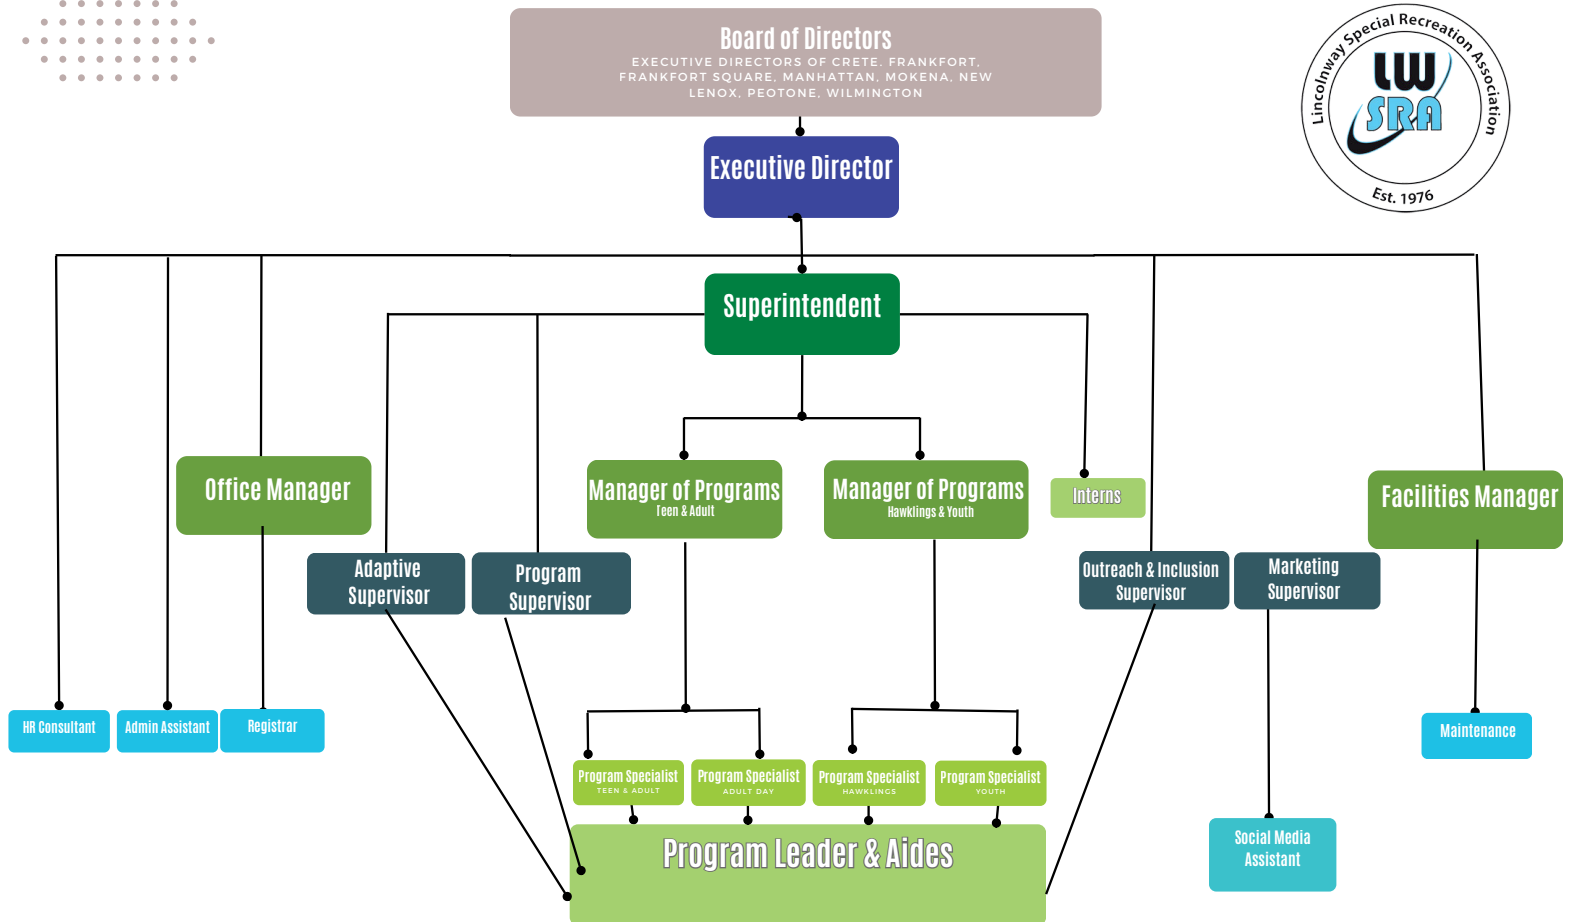 Board of Directors
EXECUTIVE DIRECTORS OF CRETE. FRANKFORT,
FRANKFORT SQUARE, MANHATTAN, MOKENA, NEW
LENOX, PEOTONE, WILMINGTON
Lincolnway Special Recreation Association
LW
SRA
Est. 1976
Executive Director
Superintendent
Office Manager
Manager of Programs
Teen & Adult
Manager of Programs
Hawklings & Youth
Interns
Facilities Manager
Adaptive
Supervisor
Program
Supervisor
Outreach & Inclusion
Supervisor
Marketing
Supervisor
HR Consultant
Admin Assistant
Registrar
Maintenance
Program Specialist
TEEN & ADULT
Program Specialist
ADULT DAY
Program Specialist
HAWKLINGS
Program Specialist
YOUTH
Program Leader & Aides
Social Media
Assistant